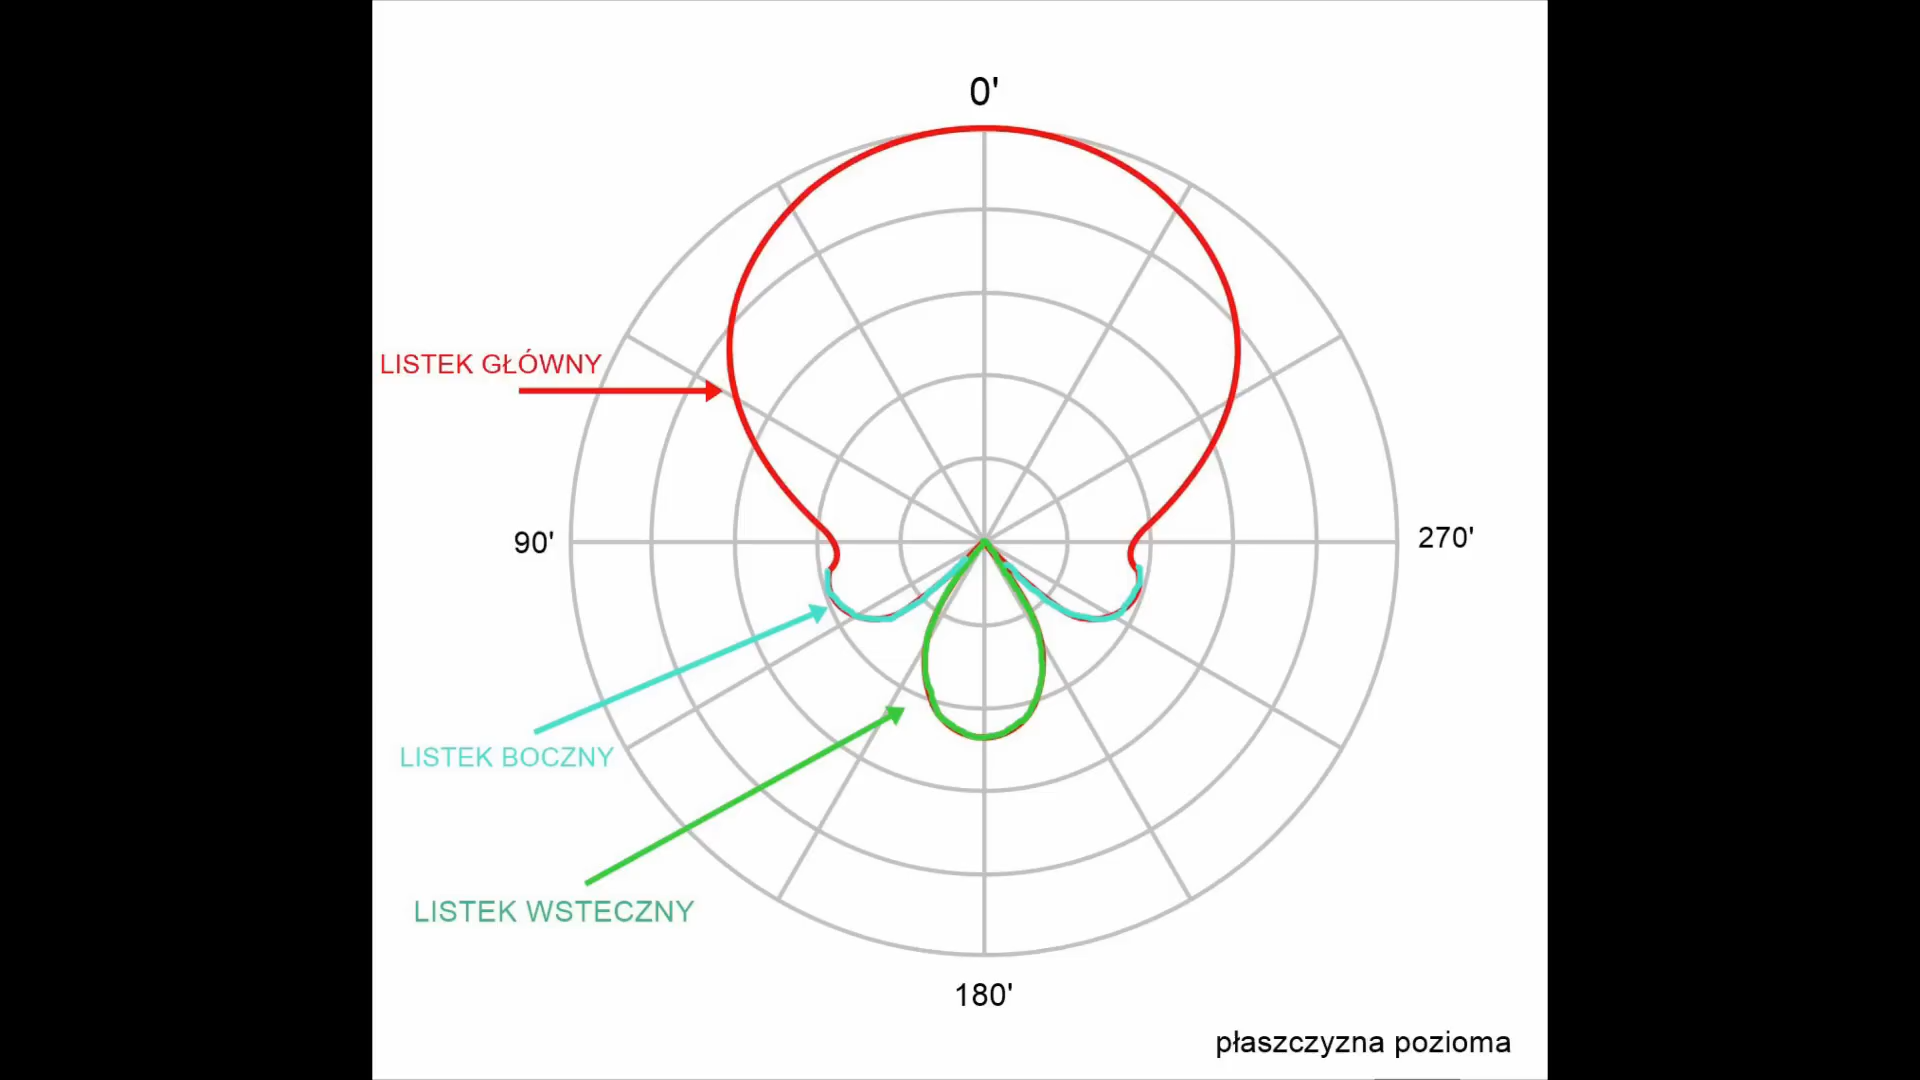 0'
LISTEK GŁÓWNY
90'
270'
LISTEK BOCZNY
LISTEK WSTECZNY
180'
płaszczyzna pozioma